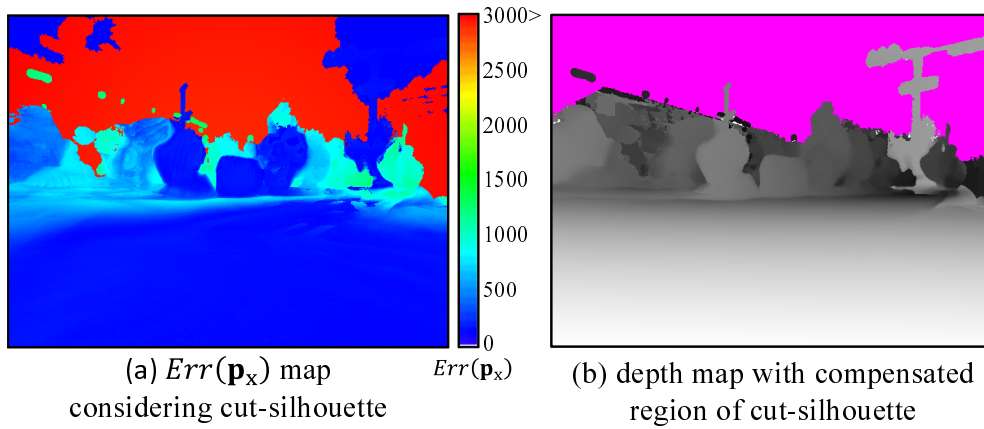 3000>
2500
2000
1500
1000
500
0
Err(𝐩ₓ)
(a) Err(𝐩ₓ) map
considering cut-silhouette
(b) depth map with compensated
region of cut-silhouette